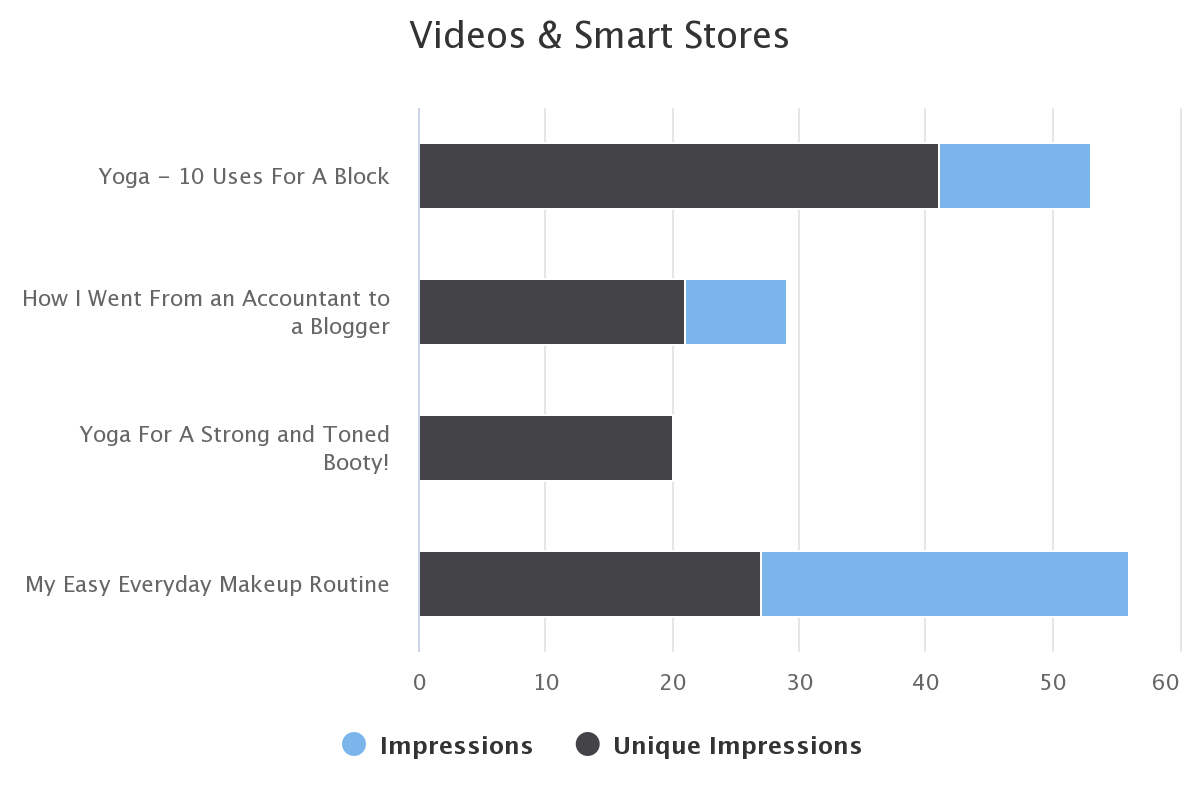 Videos & Smart Stores
Yoga – 10 Uses For A Block
How I Went From an Accountant to
a Blogger
Yoga For A Strong and Toned
Booty!
My Easy Everyday Makeup Routine
0 10 20 30 40 50 60
Impressions Unique Impressions